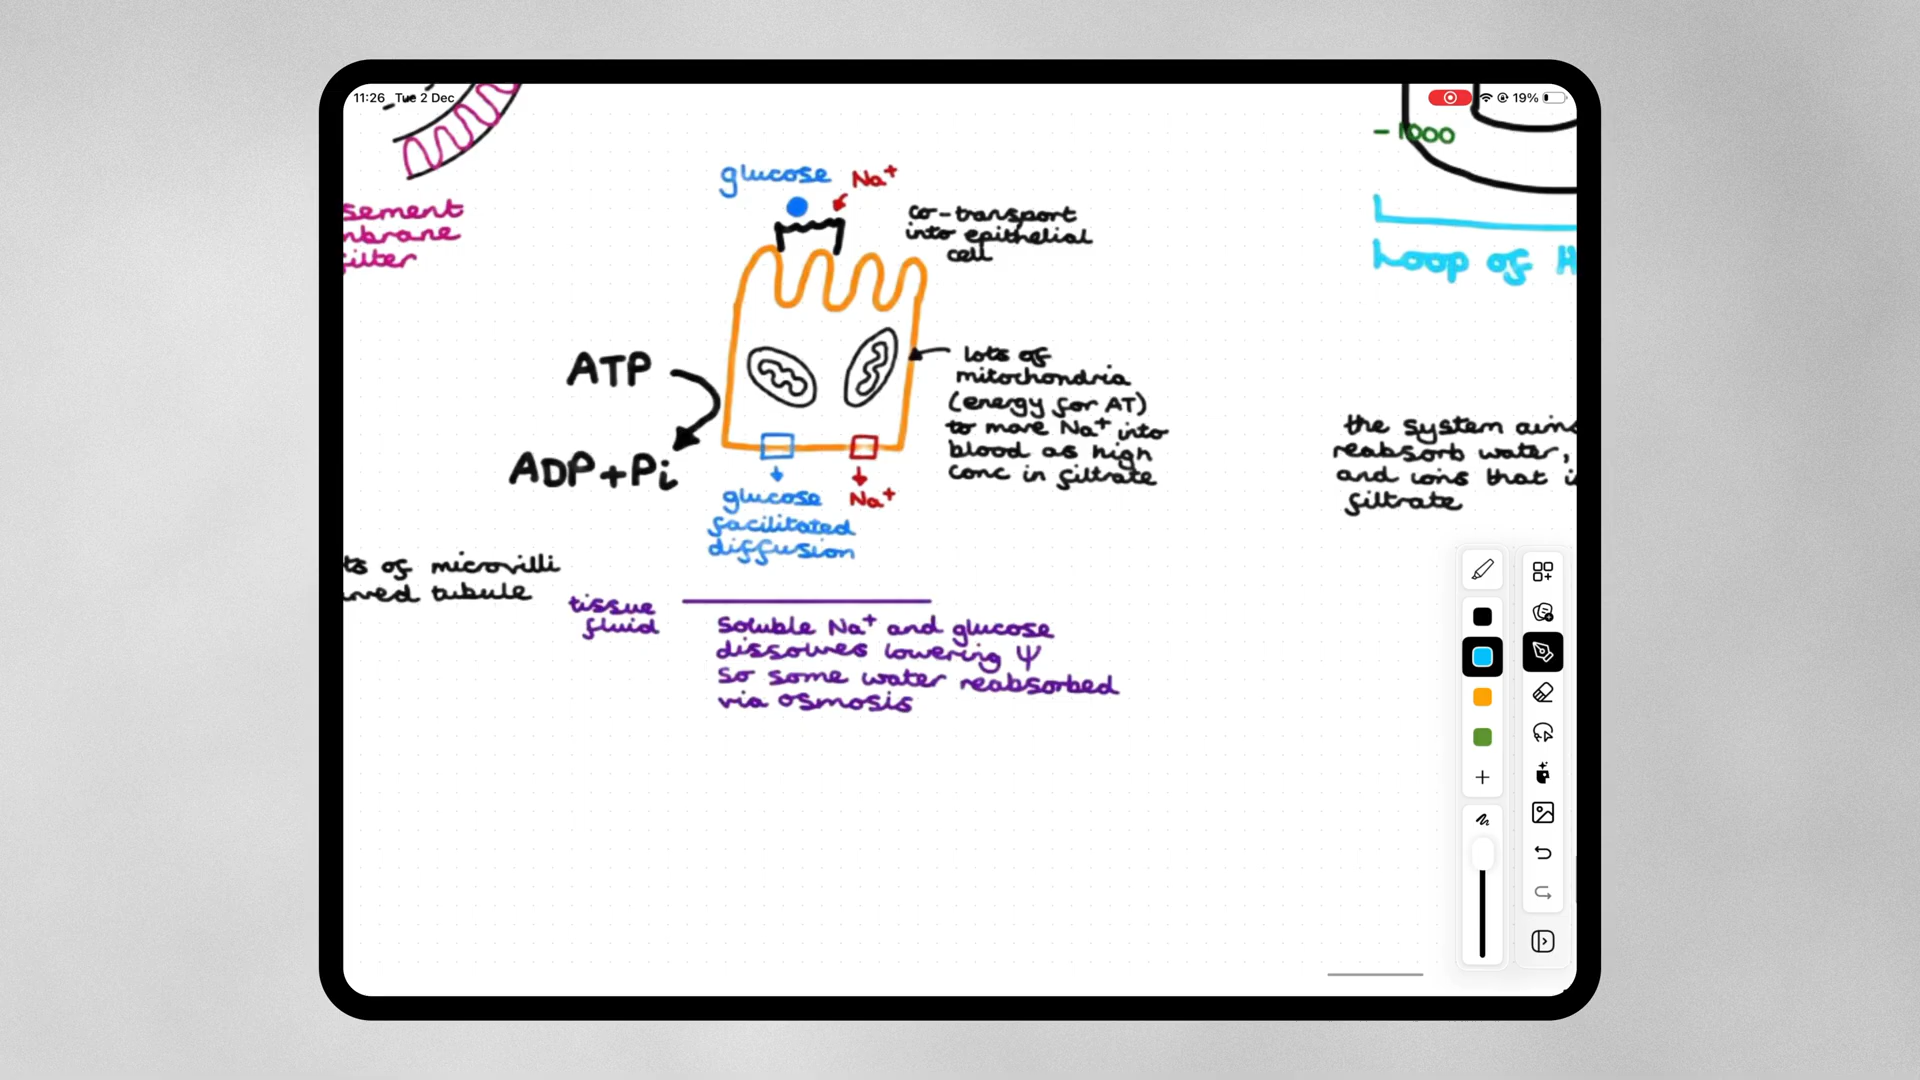 11:26 Tue 2 Dec
19%
-1000
glucose
Na⁺
sement
mbrane
filter
co-transport
into epithelial
cell
Loop of H
ATP
ADP+Pi
lots of
mitochondria
(energy for AT)
to move Na⁺ into
blood as high
conc in filtrate
the system aims
reabsorb water,
and ions that i
filtrate
glucose
facilitated
diffusion
Na⁺
ts of microvilli
tubule
tissue
fluid
Soluble Na⁺ and glucose
dissolves lowering Ψ
so some water reabsorbed
via osmosis